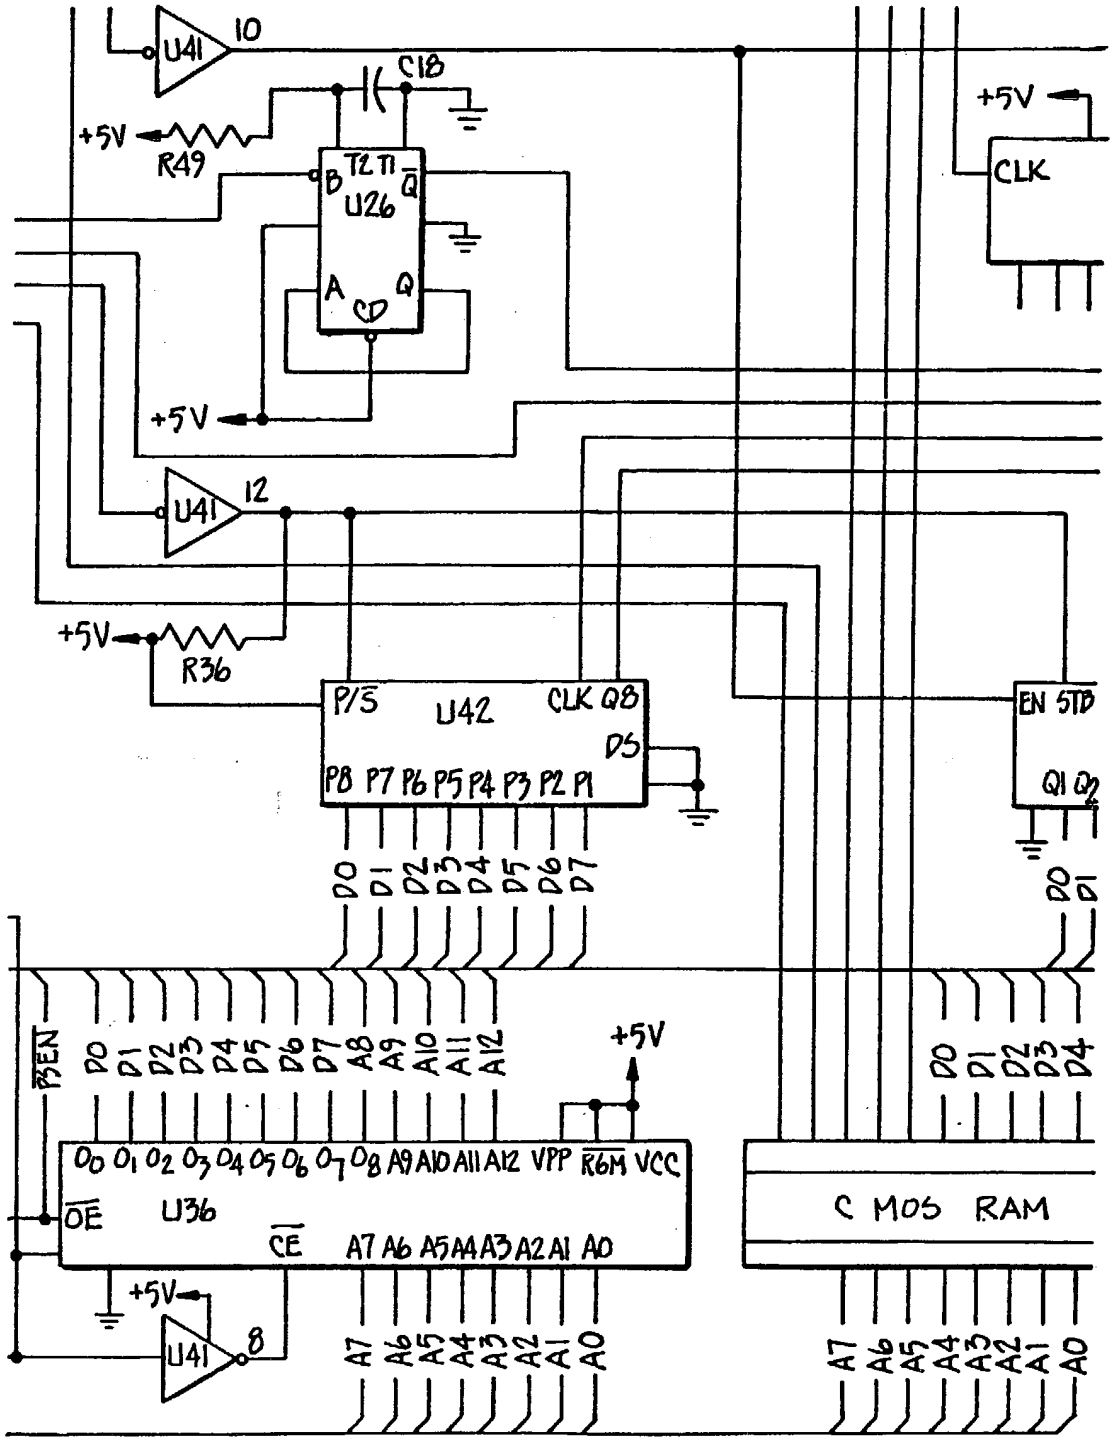 U41 10
C18
+5V
+5V
R49
CLK
T2 T1
B Q̅
U26
A Q
CD
+5V
U41 12
+5V
R36
P/S̅ CLK Q8
U42
EN STB
DS
P8 P7 P6 P5 P4 P3 P2 P1
Q1 Q2
D0 D1 D2 D3 D4 D5 D6 D7
D0 D1
+5V
P3EN D0 D1 D2 D3 D4 D5 D6 D7 A8 A9 A10 A11 A12
D0 D1 D2 D3 D4
O0 O1 O2 O3 O4 O5 O6 O7 O8 A9 A10 A11 A12 VPP R6M VCC
OE U36
C MOS RAM
CE A7 A6 A5 A4 A3 A2 A1 A0
+5V
U41 8
A7 A6 A5 A4 A3 A2 A1 A0
A7 A6 A5 A4 A3 A2 A1 A0